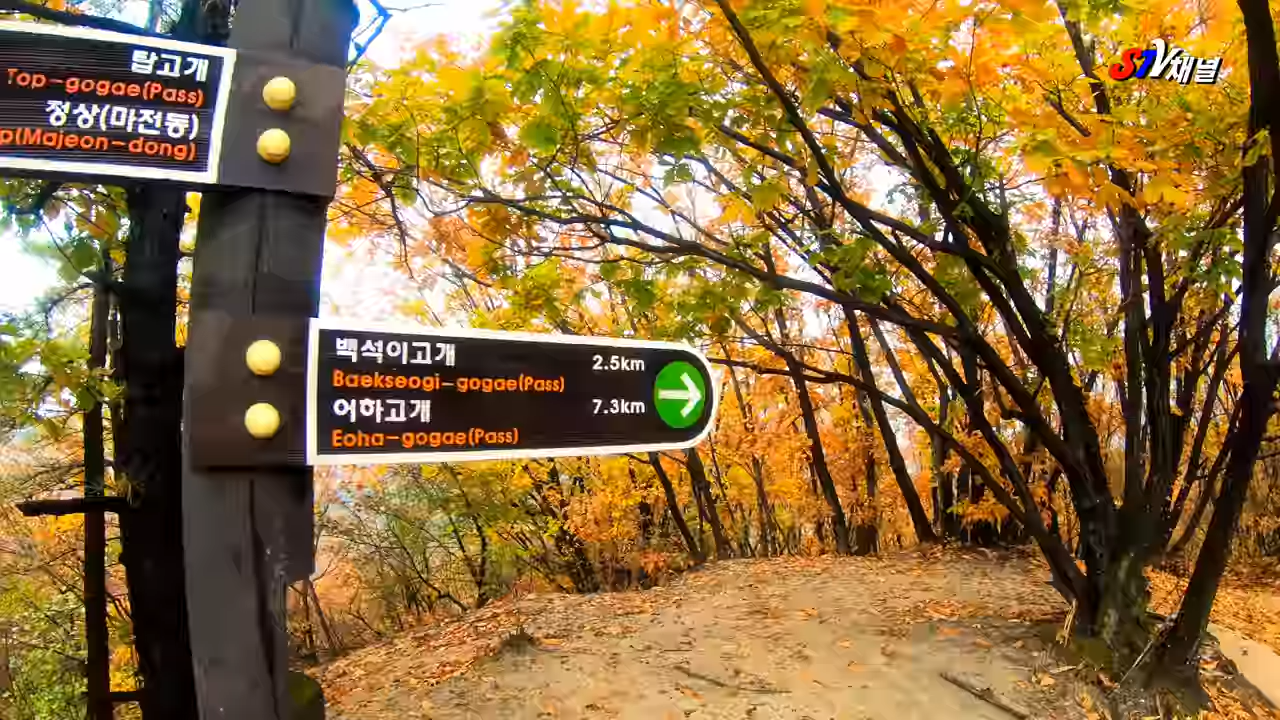 탑고개
Top-gogae(Pass)
정상(마전동)
p(Majeon-dong)
백석이고개 2.5km
Baekseogi-gogae(Pass)
어하고개 7.3km
Eoha-gogae(Pass)
STV채널